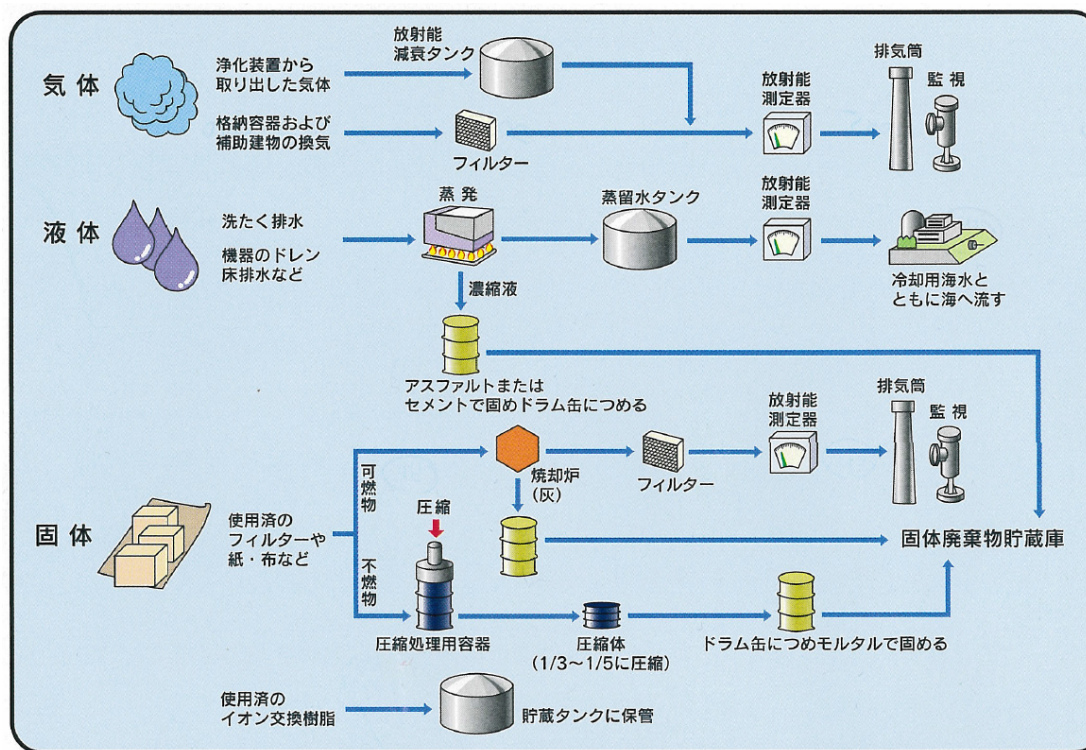 気体
浄化装置から
取り出した気体
放射能
減衰タンク
格納容器および
補助建物の換気
フィルター
放射能
測定器
排気筒
監視
液体
洗たく排水
機器のドレン
床排水など
蒸発
蒸留水タンク
放射能
測定器
冷却用海水と
ともに海へ流す
濃縮液
アスファルトまたは
セメントで固めドラム缶につめる
固体
使用済の
フィルターや
紙・布など
可燃物
焼却炉
(灰)
フィルター
放射能
測定器
排気筒
監視
不燃物
圧縮
圧縮処理用容器
圧縮体
(1/3〜1/5に圧縮)
ドラム缶につめモルタルで固める
固体廃棄物貯蔵庫
使用済の
イオン交換樹脂
貯蔵タンクに保管